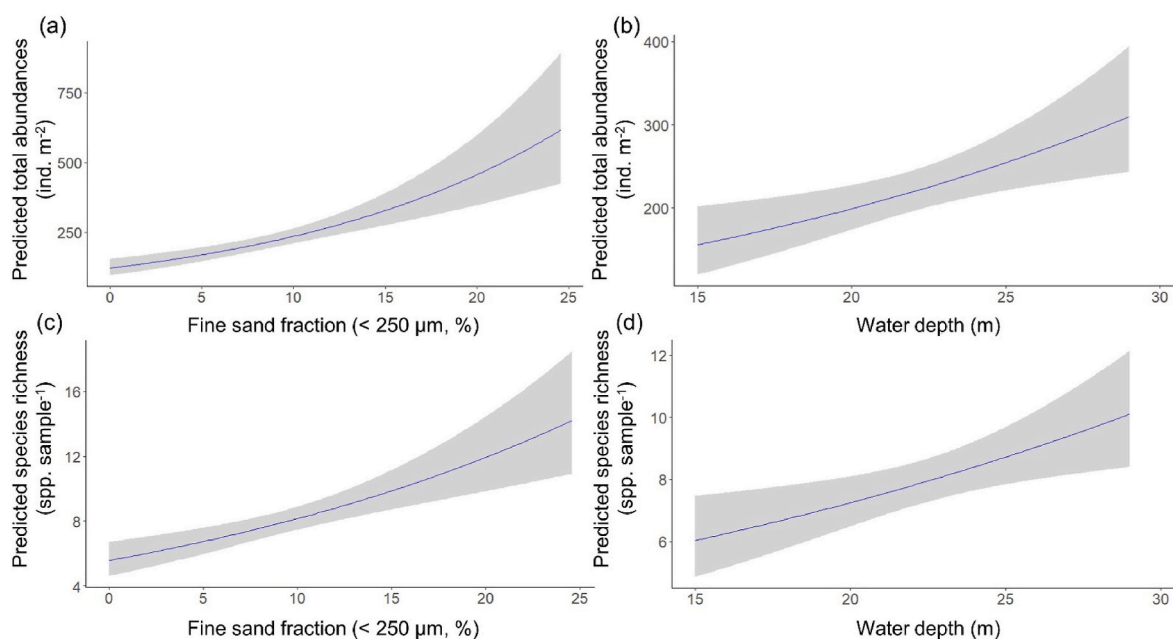 (a)
Predicted total abundances
(ind. m-2)
750
500
250
0
5
10
15
20
25
Fine sand fraction (< 250 µm, %)
(b)
Predicted total abundances
(ind. m-2)
400
300
200
15
20
25
30
Water depth (m)
(c)
Predicted species richness
(spp. sample-1)
16
12
8
4
0
5
10
15
20
25
Fine sand fraction (< 250 µm, %)
(d)
Predicted species richness
(spp. sample-1)
12
10
8
6
15
20
25
30
Water depth (m)